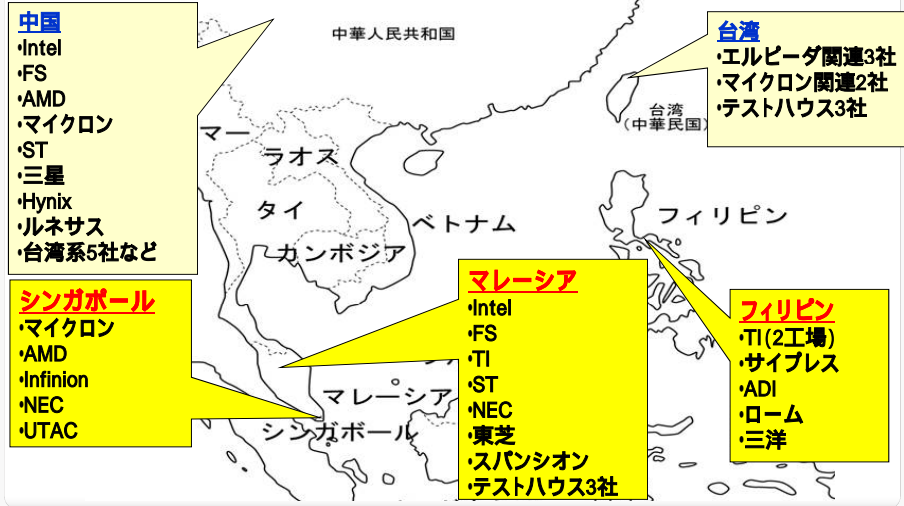 中国
•Intel
•FS
•AMD
•マイクロン
•ST
•三星
•Hynix
•ルネサス
•台湾系5社など
中華人民共和国
台湾
•エルピーダ関連3社
•マイクロン関連2社
•テストハウス3社
台湾
(中華民国)
マー
ラオス
タイ
ベトナム
カンボジア
フィリピン
シンガポール
•マイクロン
•AMD
•Infinion
•NEC
•UTAC
マレーシア
•Intel
•FS
•TI
•ST
•NEC
•東芝
•スパンシオン
•テストハウス3社
フィリピン
•TI(2工場)
•サイプレス
•ADI
•ローム
•三洋
マレーシア
シンガポール